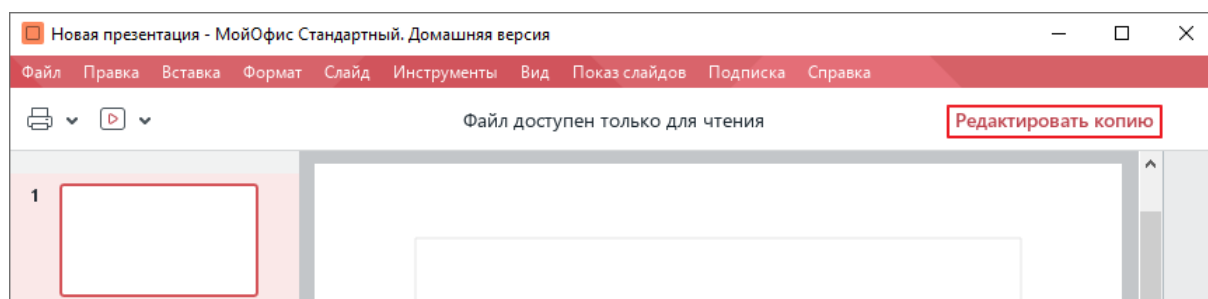 Новая презентация - МойОфис Стандартный. Домашняя версия
Файл Правка Вставка Формат Слайд Инструменты Вид Показ слайдов Подписка Справка
Файл доступен только для чтения Редактировать копию
1